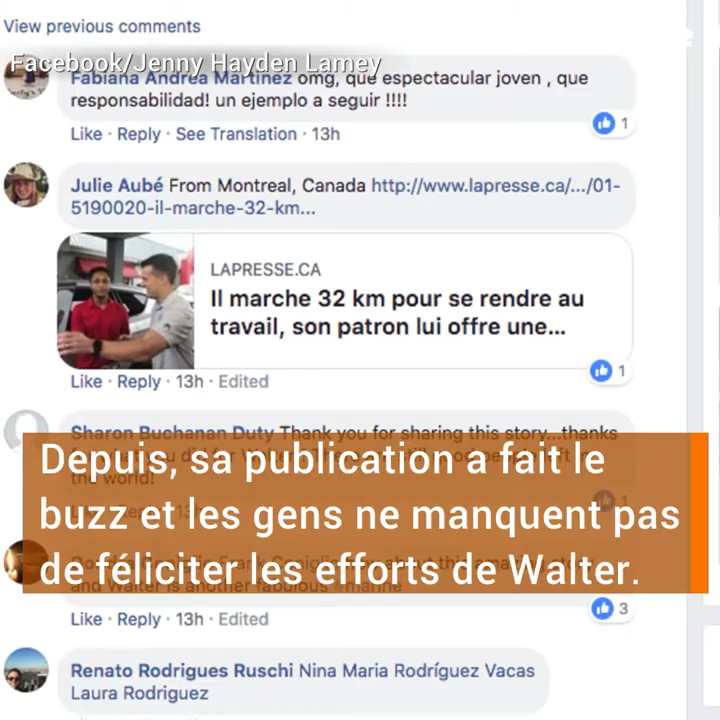 View previous comments
Facebook/Jenny Hayden Lamey
Fabiana Andrea Martinez omg, que espectacular joven , que
responsabilidad! un ejemplo a seguir !!!!
1
Like · Reply · See Translation · 13h
Julie Aubé From Montreal, Canada http://www.lapresse.ca/.../01-
5190020-il-marche-32-km...
LAPRESSE.CA
Il marche 32 km pour se rendre au
travail, son patron lui offre une...
1
Like · Reply · 13h · Edited
Sharon Buchanan Duty Thank you for sharing this story...thanks
the world!
1
Depuis, sa publication a fait le
buzz et les gens ne manquent pas
de féliciter les efforts de Walter.
and Walter is another fabulous #marine
3
Like · Reply · 13h · Edited
Renato Rodrigues Ruschi Nina Maria Rodríguez Vacas
Laura Rodriguez